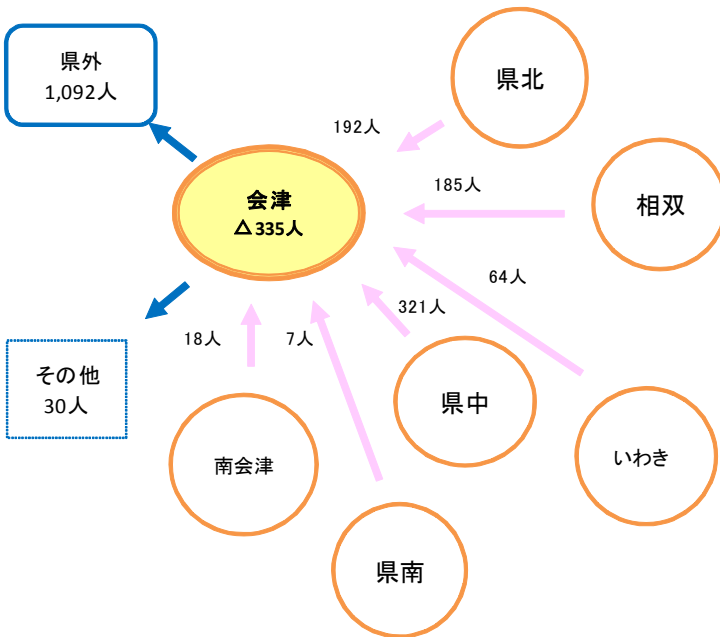 県外
1,092人
県北
192人
会津
△335人
185人
相双
64人
321人
18人
7人
その他
30人
県中
南会津
いわき
県南